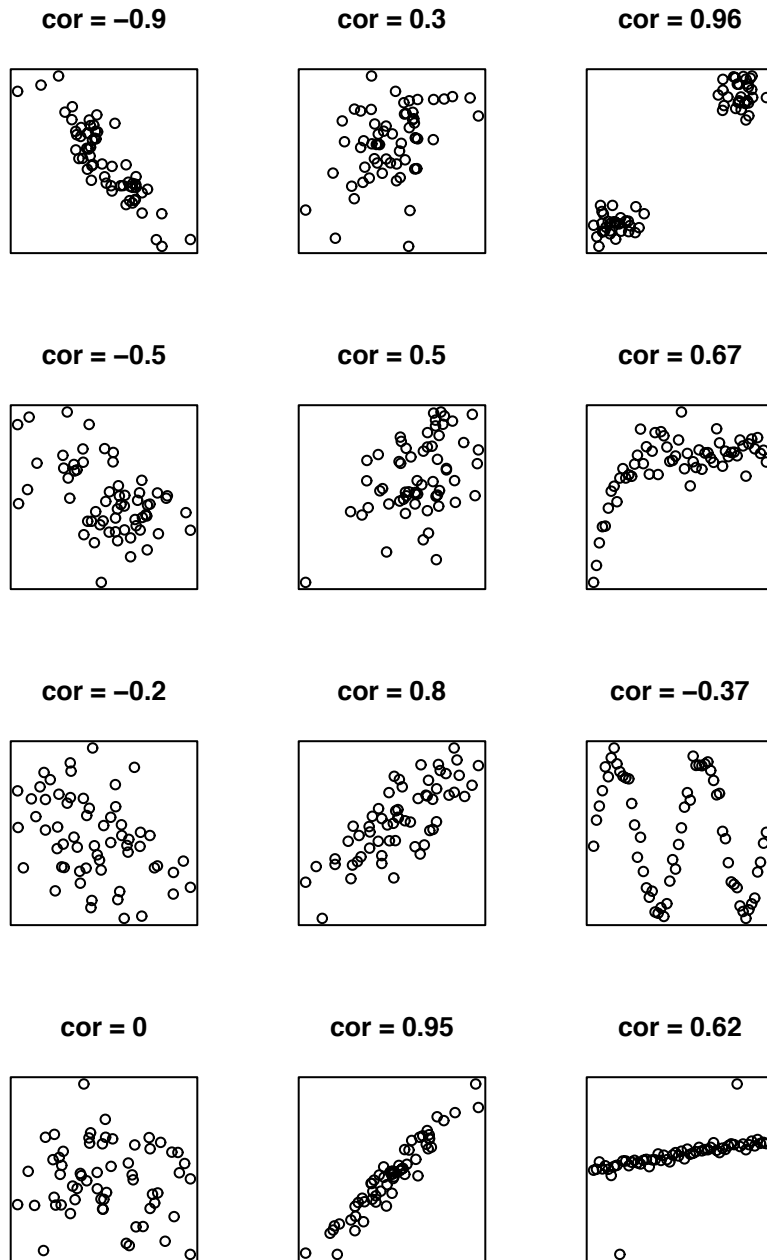 cor = −0.9
cor = 0.3
cor = 0.96
cor = −0.5
cor = 0.5
cor = 0.67
cor = −0.2
cor = 0.8
cor = −0.37
cor = 0
cor = 0.95
cor = 0.62